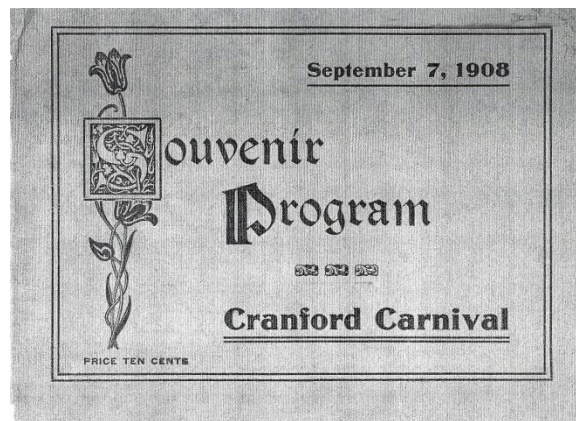 September 7, 1908
Souvenir
Program
Cranford Carnival
PRICE TEN CENTS